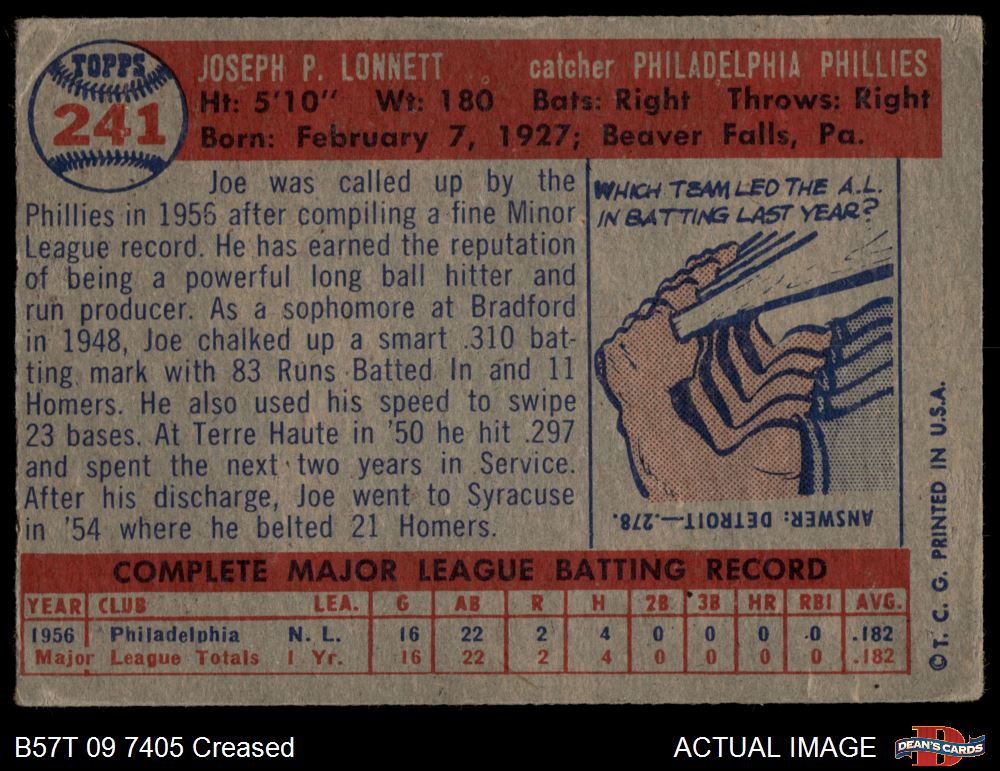 TOPPS
241
JOSEPH P. LONNETT catcher PHILADELPHIA PHILLIES
Ht: 5'10" Wt: 180 Bats: Right Throws: Right
Born: February 7, 1927; Beaver Falls, Pa.
Joe was called up by the
Phillies in 1956 after compiling a fine Minor
League record. He has earned the reputation
of being a powerful long ball hitter and
run producer. As a sophomore at Bradford
in 1948, Joe chalked up a smart .310 bat-
ting mark with 83 Runs Batted In and 11
Homers. He also used his speed to swipe
23 bases. At Terre Haute in '50 he hit .297
and spent the next two years in Service.
After his discharge, Joe went to Syracuse
in '54 where he belted 21 Homers.
WHICH TEAM LED THE A.L.
IN BATTING LAST YEAR?
ANSWER: DETROIT—.278.
COMPLETE MAJOR LEAGUE BATTING RECORD
YEAR CLUB LEA. G AB R H 2B 3B HR RBI AVG.
1956 Philadelphia N. L. 16 22 2 4 0 0 0 0 .182
Major League Totals 1 Yr. 16 22 2 4 0 0 0 0 .182
© T. C. G. PRINTED IN U.S.A.
B57T 09 7405 Creased
ACTUAL IMAGE
DEAN'S CARDS